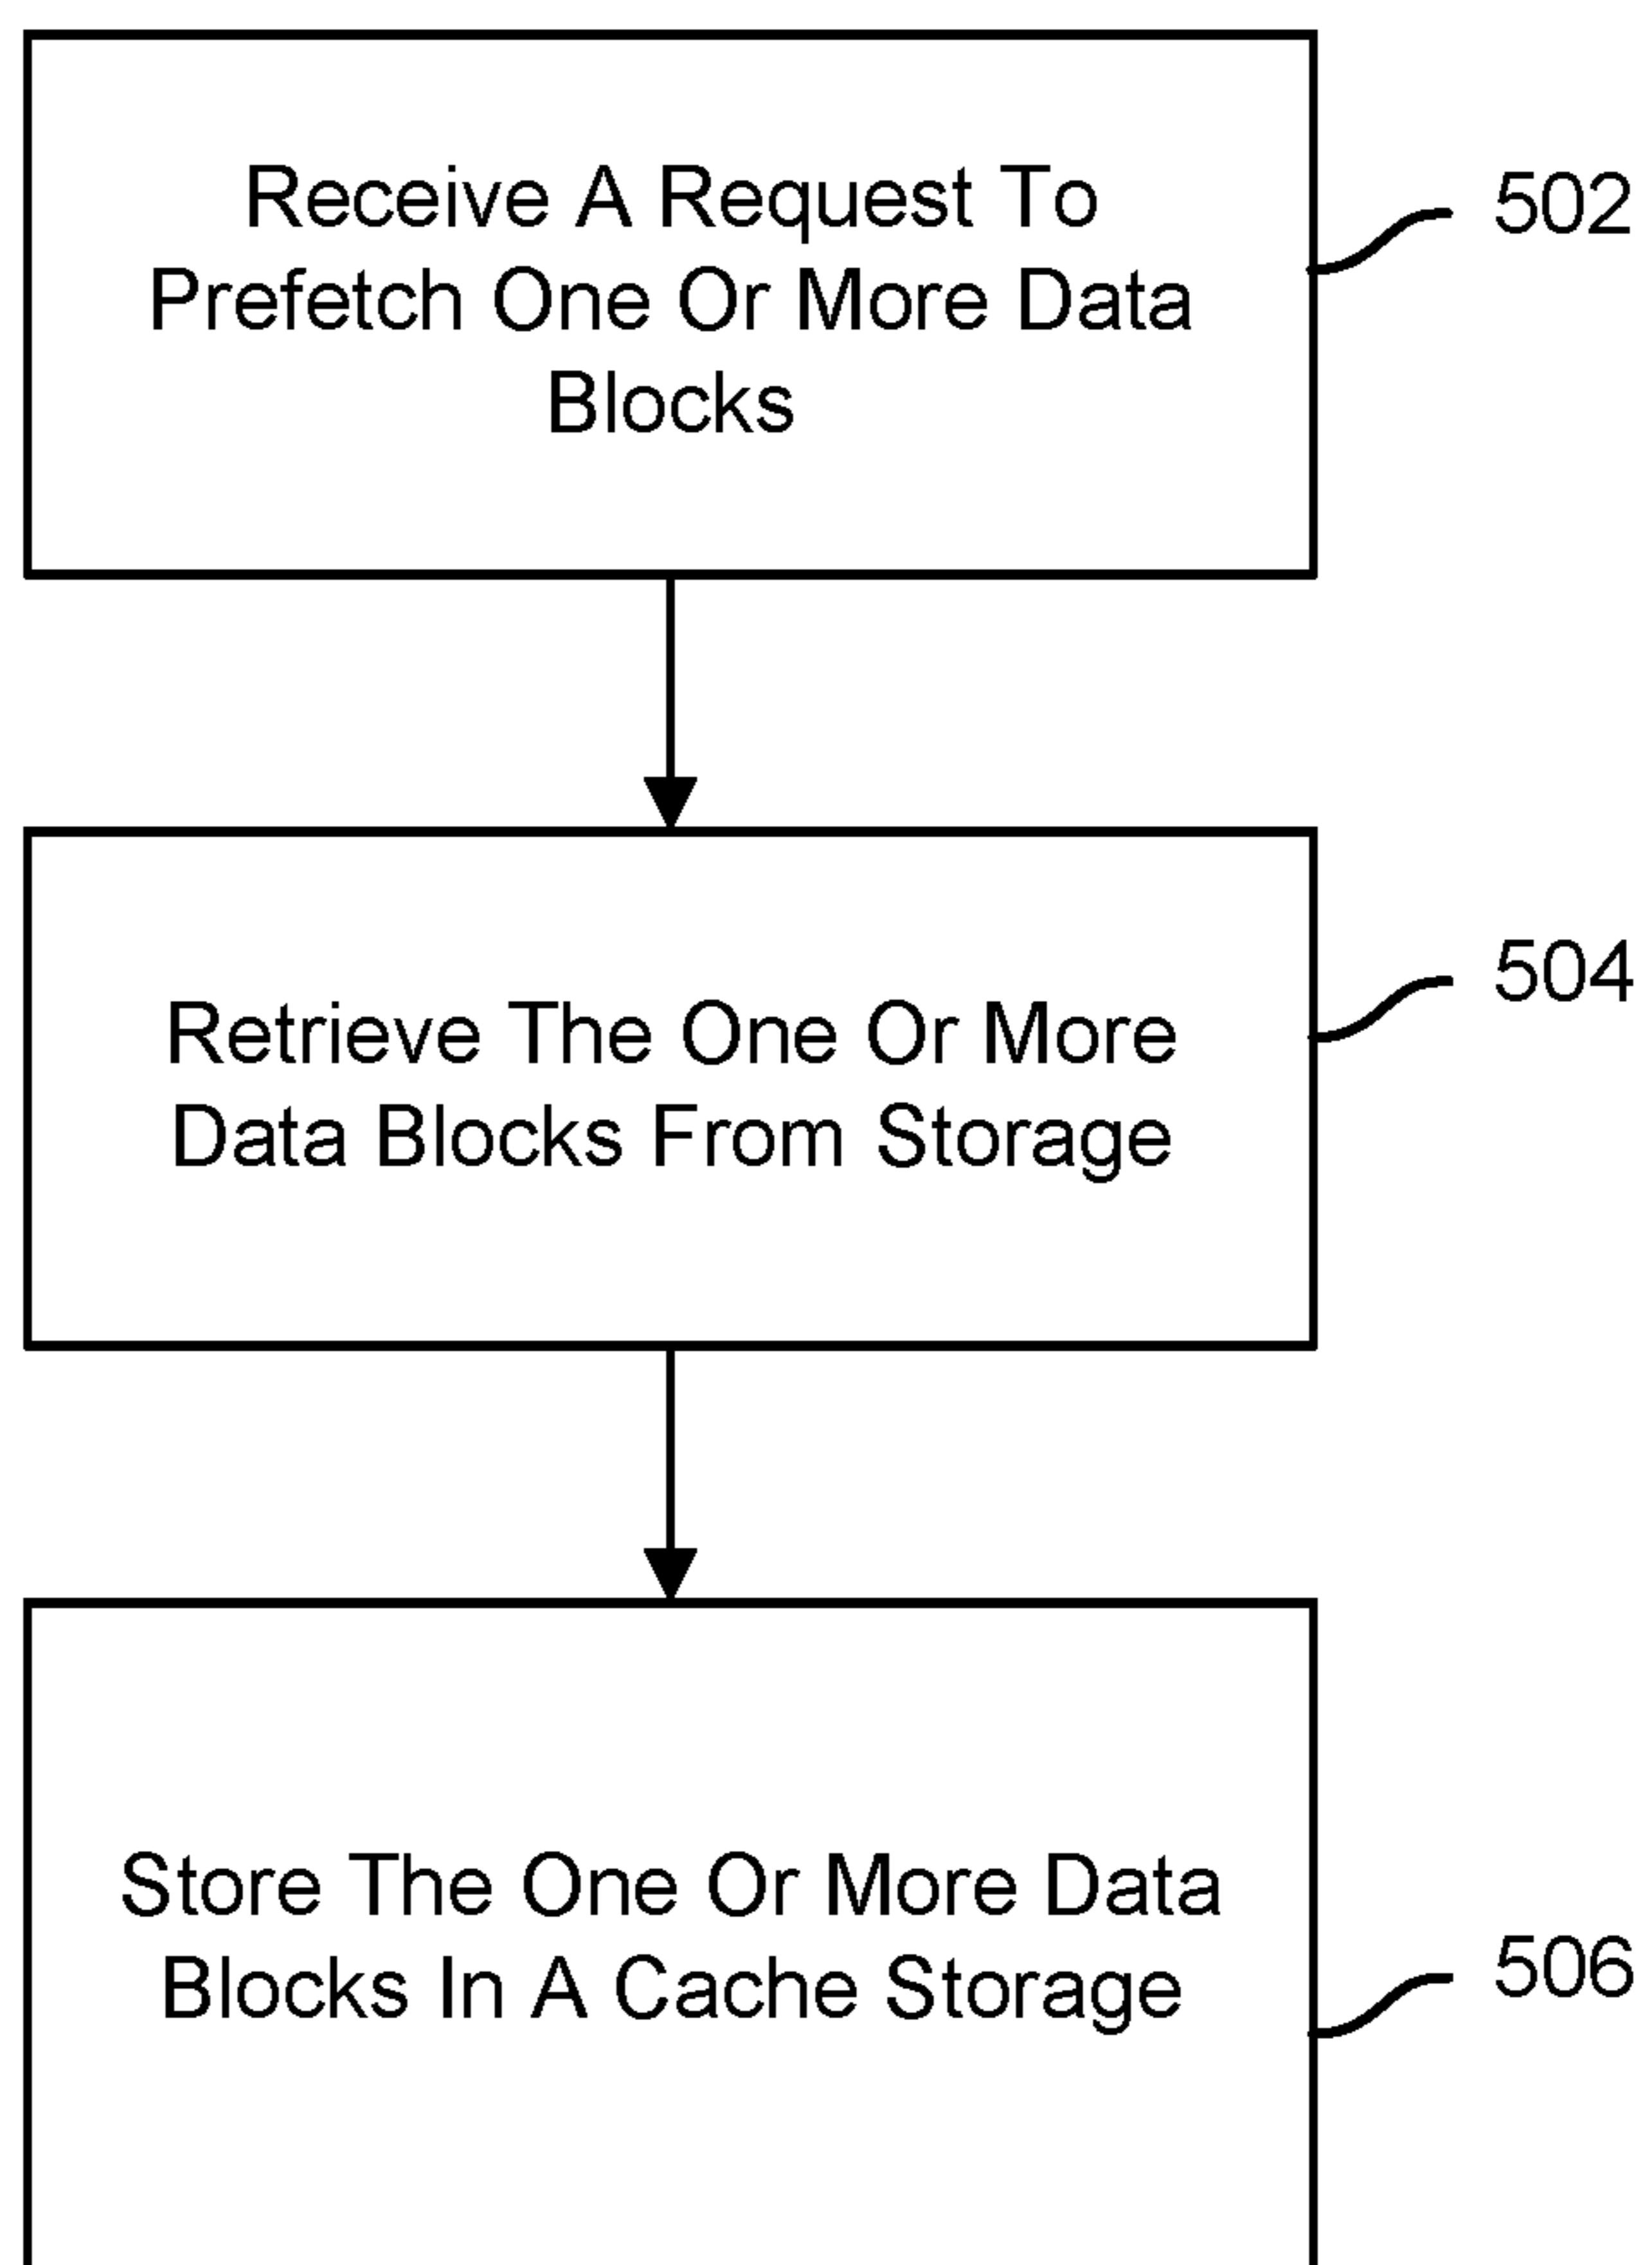 Receive A Request To
Prefetch One Or More Data
Blocks
502
Retrieve The One Or More
Data Blocks From Storage
504
Store The One Or More Data
Blocks In A Cache Storage
506